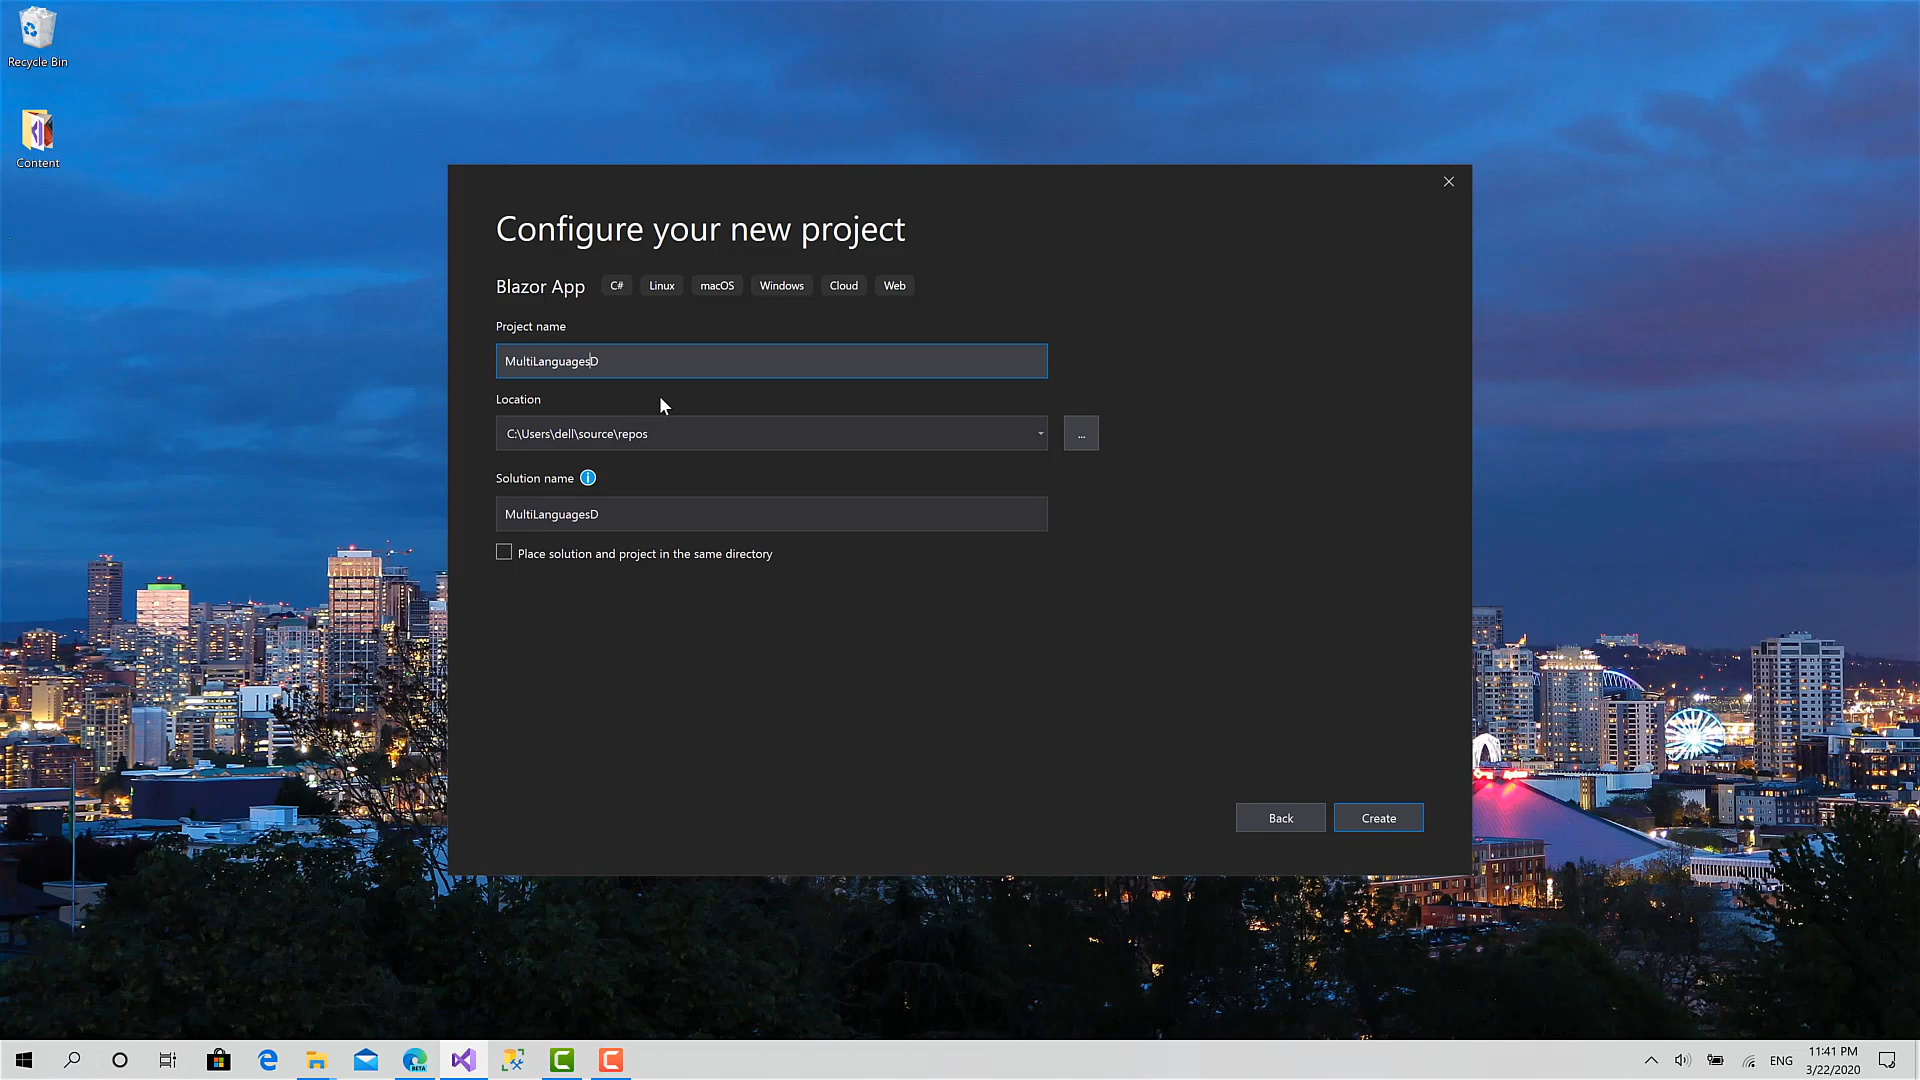 Recycle Bin
Content
Configure your new project
Blazor App C# Linux macOS Windows Cloud Web
Project name
MultiLanguagesD
Location
C:\Users\dell\source\repos
...
Solution name
MultiLanguagesD
Place solution and project in the same directory
Back Create
BETA
ENG
11:41 PM
3/22/2020